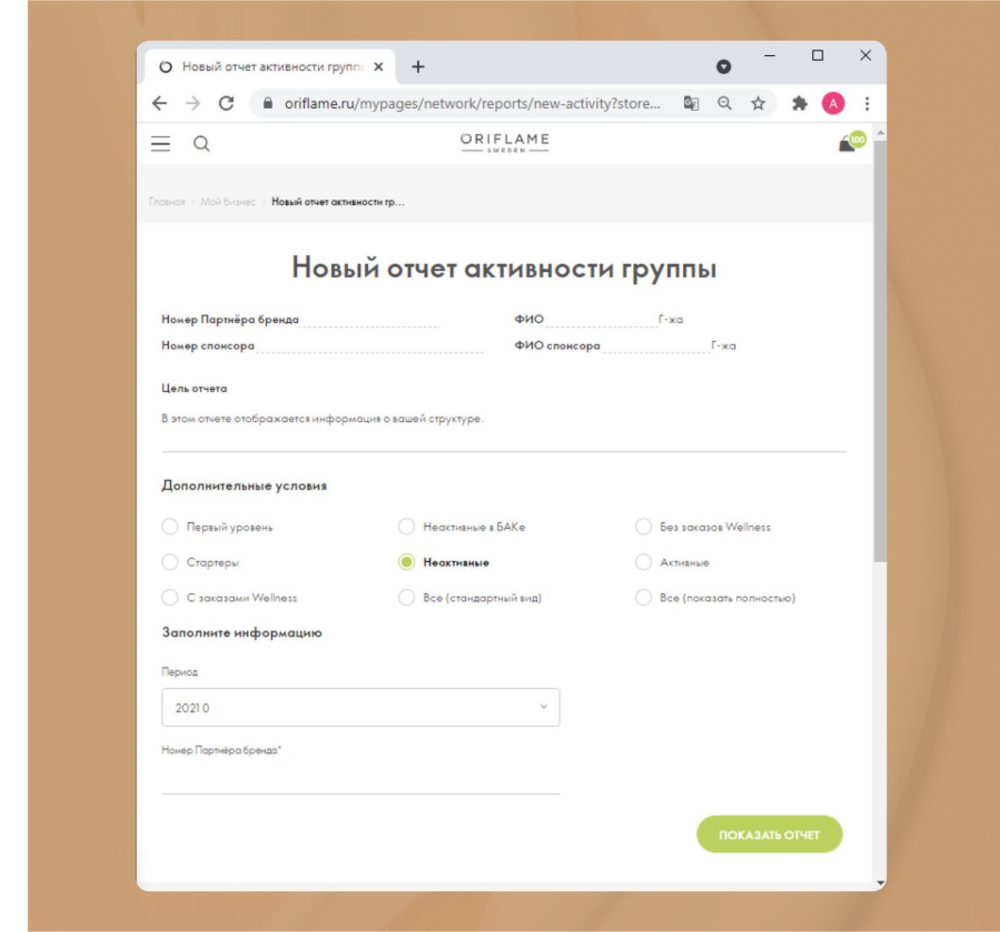 Новый отчет активности групп
oriflame.ru/mypages/network/reports/new-activity?store...
A
ORIFLAME
SWEDEN
100
Главная > Мой бизнес > Новый отчет активности гр...
Новый отчет активности группы
Номер Партнёра бренда ФИО Г-жа
Номер спонсора ФИО спонсора Г-жа
Цель отчета
В этом отчете отображается информация о вашей структуре.
Дополнительные условия
Первый уровень Неактивные в БАКе Без заказов Wellness
Стартеры Неактивные Активные
С заказами Wellness Все (стандартный вид) Все (показать полностью)
Заполните информацию
Период
2021 0
Номер Партнёра бренда*
ПОКАЗАТЬ ОТЧЕТ